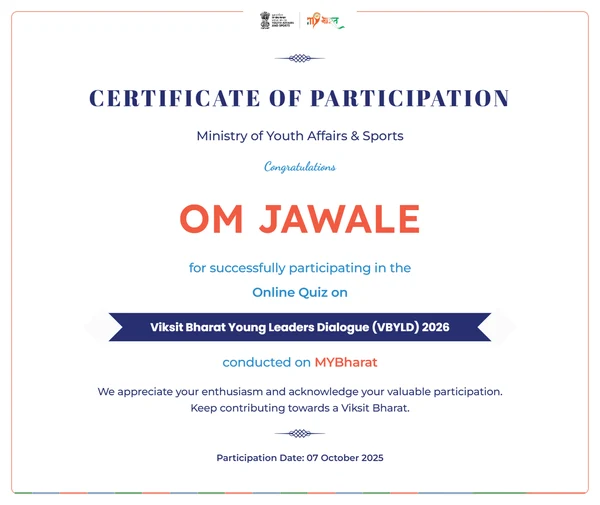 CERTIFICATE OF PARTICIPATION
Ministry of Youth Affairs & Sports
Congratulations
OM JAWALE
for successfully participating in the
Online Quiz on
Viksit Bharat Young Leaders Dialogue (VBYLD) 2026
conducted on MYBharat
We appreciate your enthusiasm and acknowledge your valuable participation.
Keep contributing towards a Viksit Bharat.
Participation Date: 07 October 2025